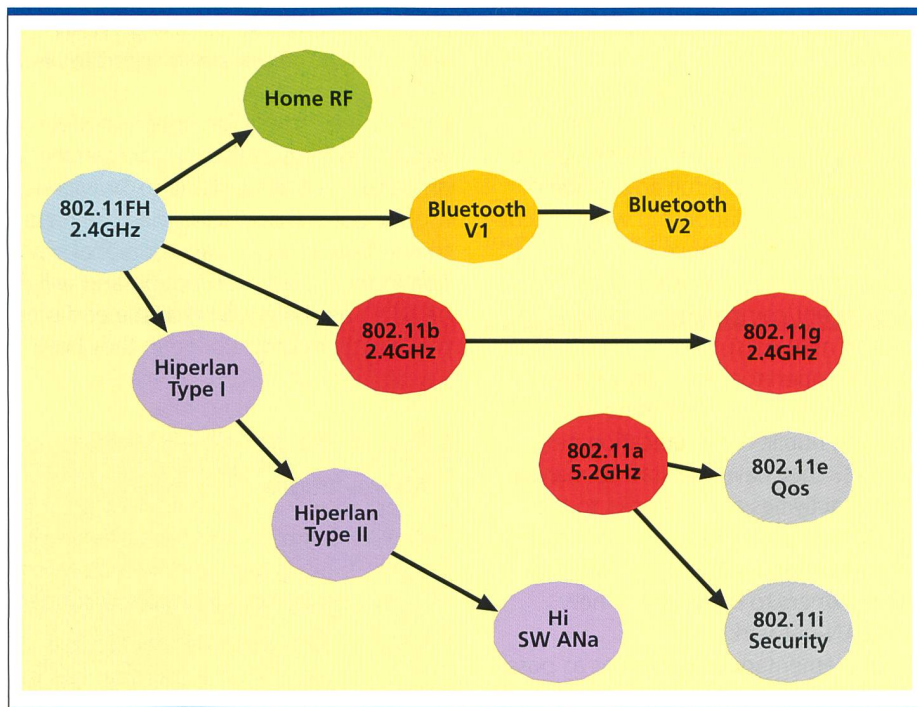 Home RF
802.11FH
2.4GHz
Bluetooth
V1
Bluetooth
V2
802.11b
2.4GHz
802.11g
2.4GHz
Hiperlan
Type I
802.11a
5.2GHz
802.11e
Qos
Hiperlan
Type II
Hi
SW ANa
802.11i
Security